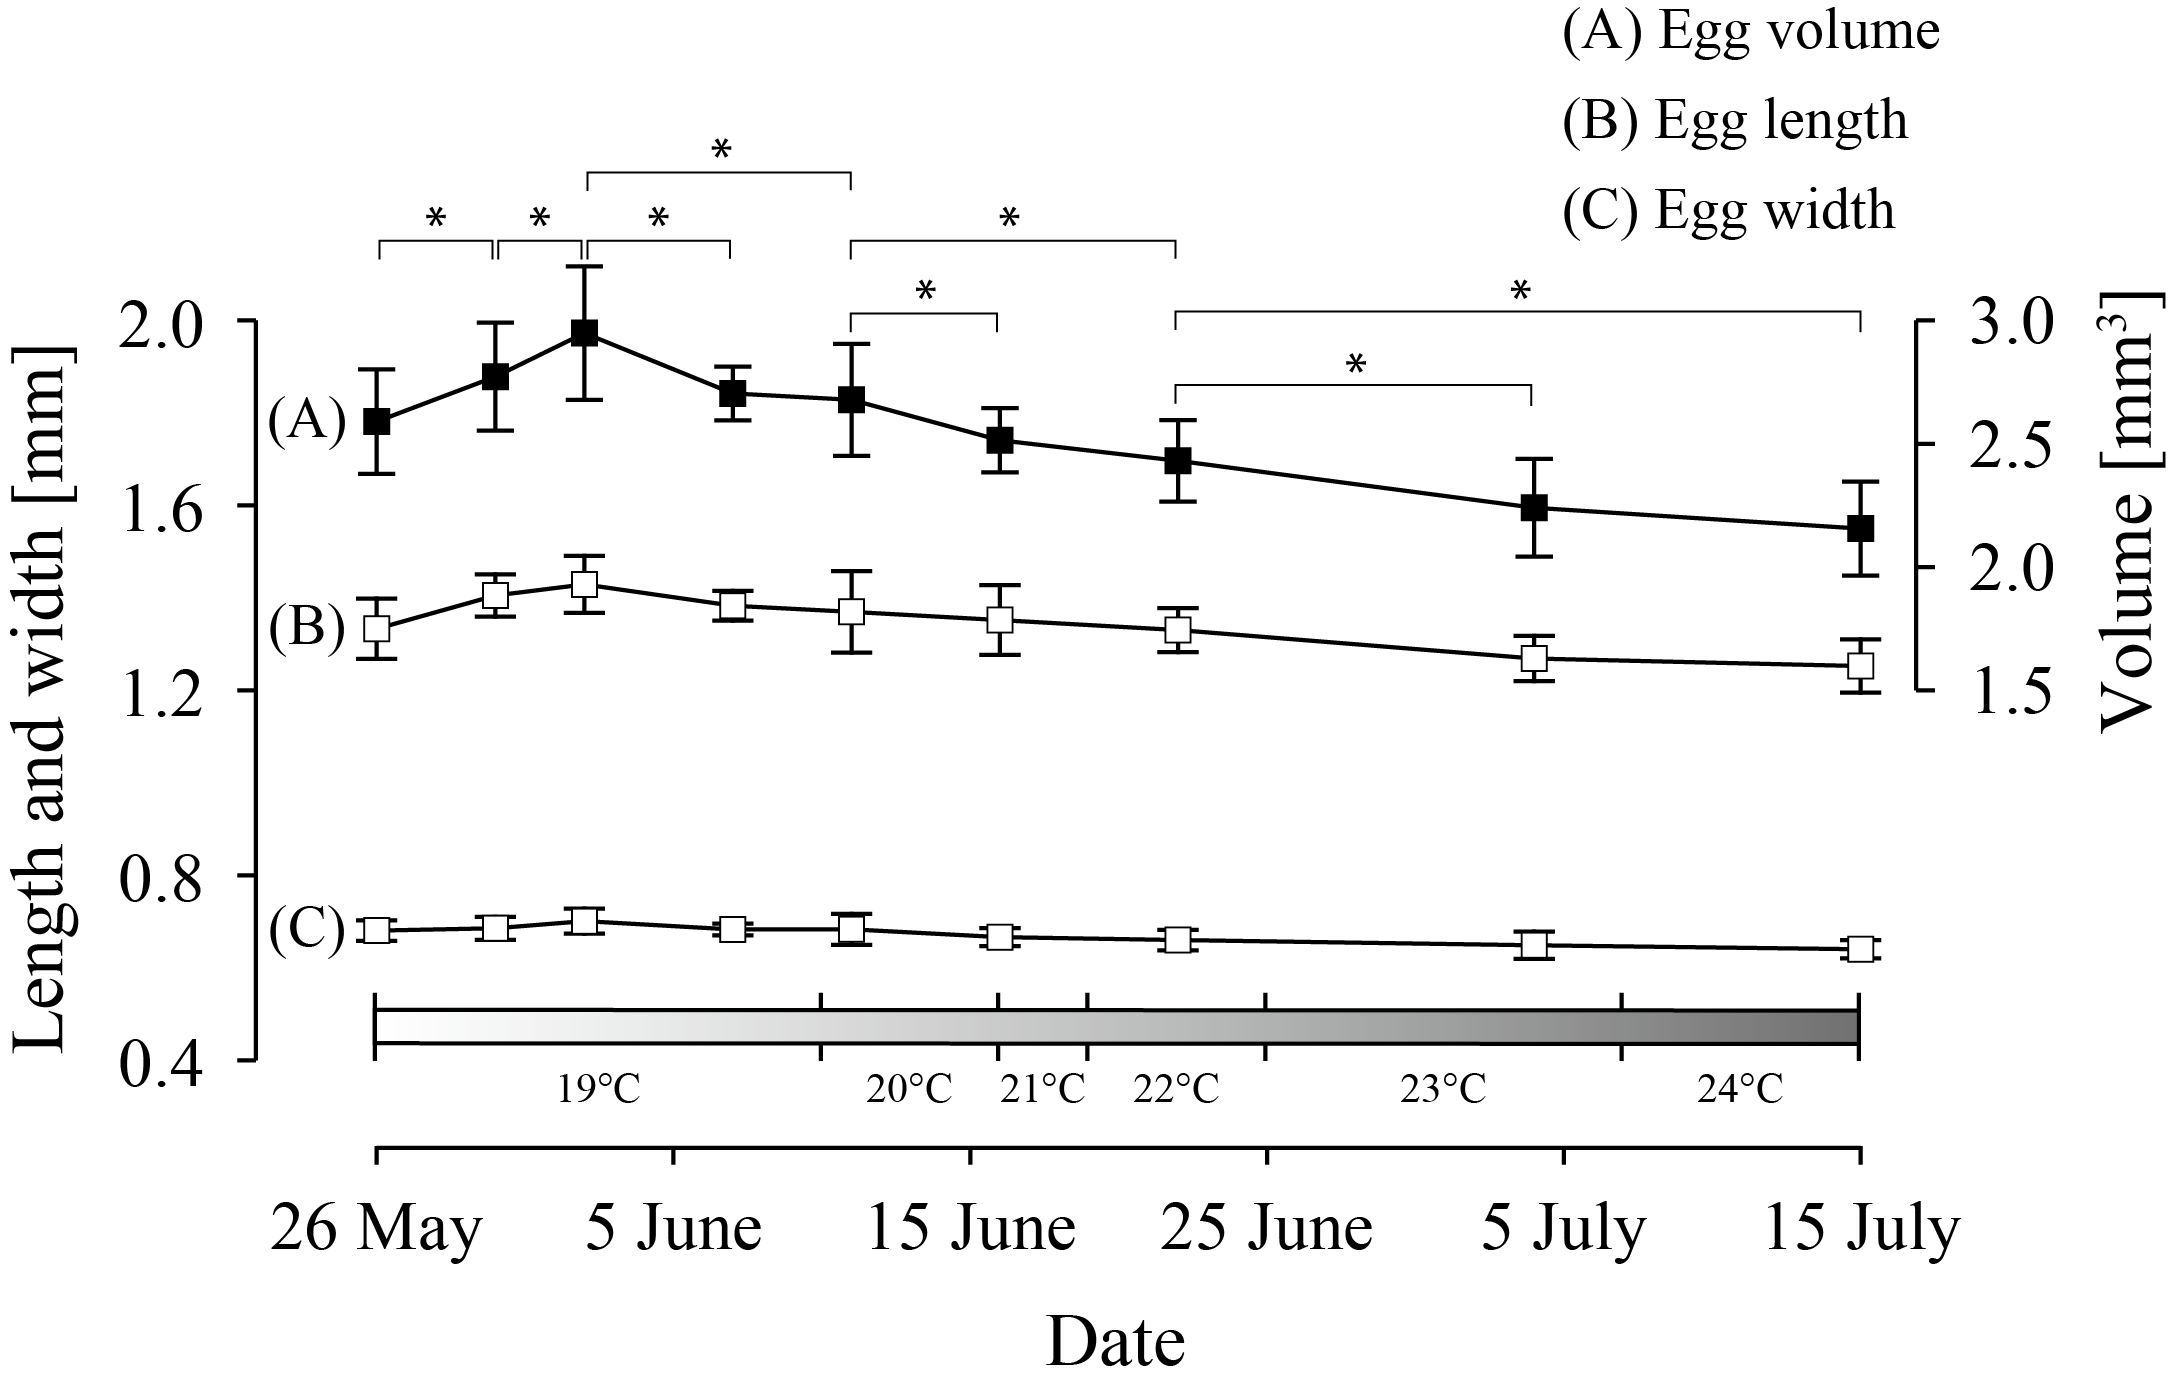 (A) Egg volume
(B) Egg length
(C) Egg width
*
* * * *
* *
*
2.0
1.6
1.2
0.8
0.4
Length and width [mm]
(A)
(B)
(C)
3.0
2.5
2.0
1.5
Volume [mm³]
19°C 20°C 21°C 22°C 23°C 24°C
26 May 5 June 15 June 25 June 5 July 15 July
Date